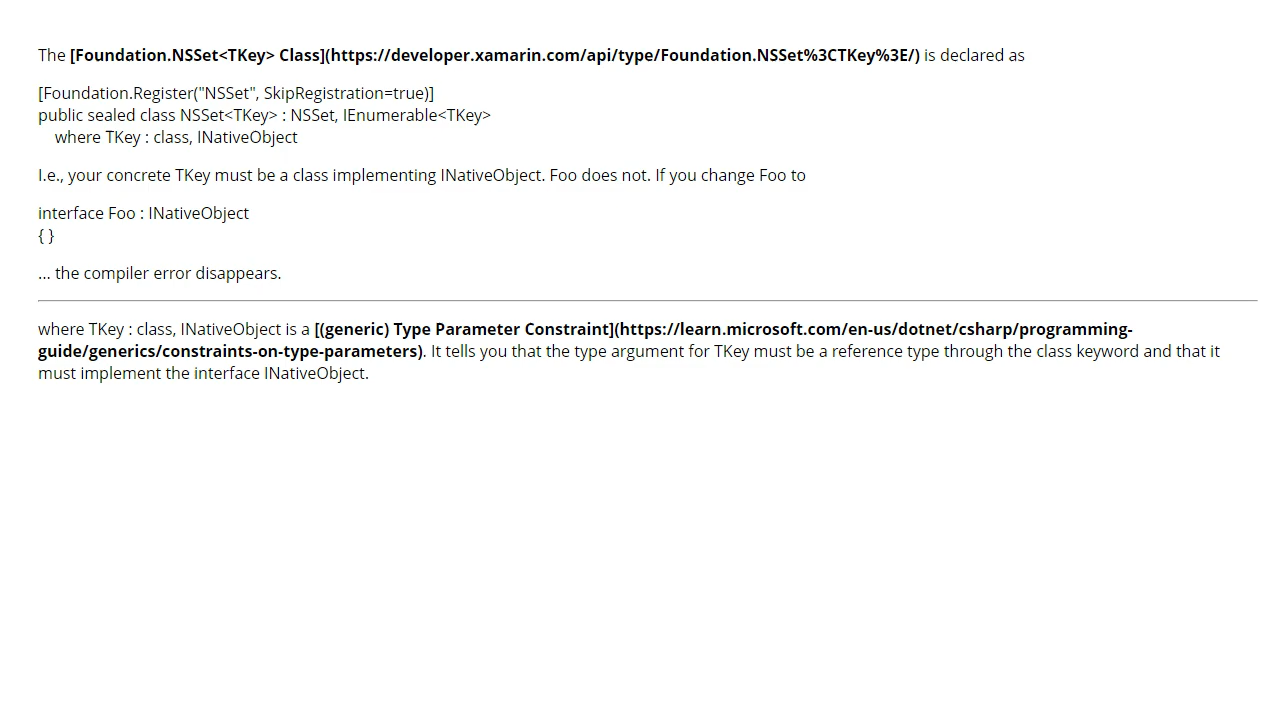 The [Foundation.NSSet<TKey> Class](https://developer.xamarin.com/api/type/Foundation.NSSet%3CTKey%3E/) is declared as
[Foundation.Register("NSSet", SkipRegistration=true)]
public sealed class NSSet<TKey> : NSSet, IEnumerable<TKey>
    where TKey : class, INativeObject
I.e., your concrete TKey must be a class implementing INativeObject. Foo does not. If you change Foo to
interface Foo : INativeObject
{ }
... the compiler error disappears.
where TKey : class, INativeObject is a [(generic) Type Parameter Constraint](https://learn.microsoft.com/en-us/dotnet/csharp/programming-
guide/generics/constraints-on-type-parameters). It tells you that the type argument for TKey must be a reference type through the class keyword and that it
must implement the interface INativeObject.